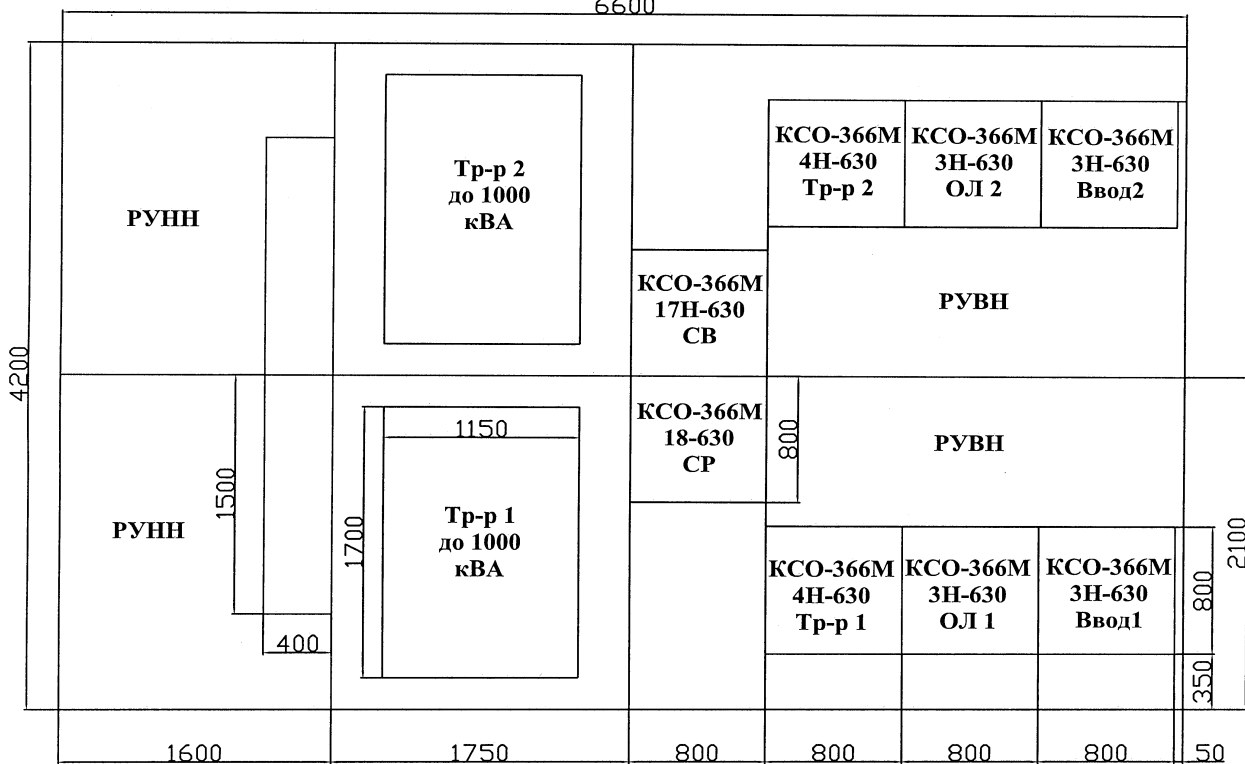 6600
КСО-366М
4Н-630
Тр-р 2
КСО-366М
3Н-630
ОЛ 2
КСО-366М
3Н-630
Ввод2
Тр-р 2
до 1000
кВА
РУНН
КСО-366М
17Н-630
СВ
РУВН
4200
КСО-366М
18-630
СР
800
РУВН
1150
1500
1700
РУНН
Тр-р 1
до 1000
кВА
КСО-366М
4Н-630
Тр-р 1
КСО-366М
3Н-630
ОЛ 1
КСО-366М
3Н-630
Ввод1
2100
800
400
350
1600
1750
800
800
800
800
50